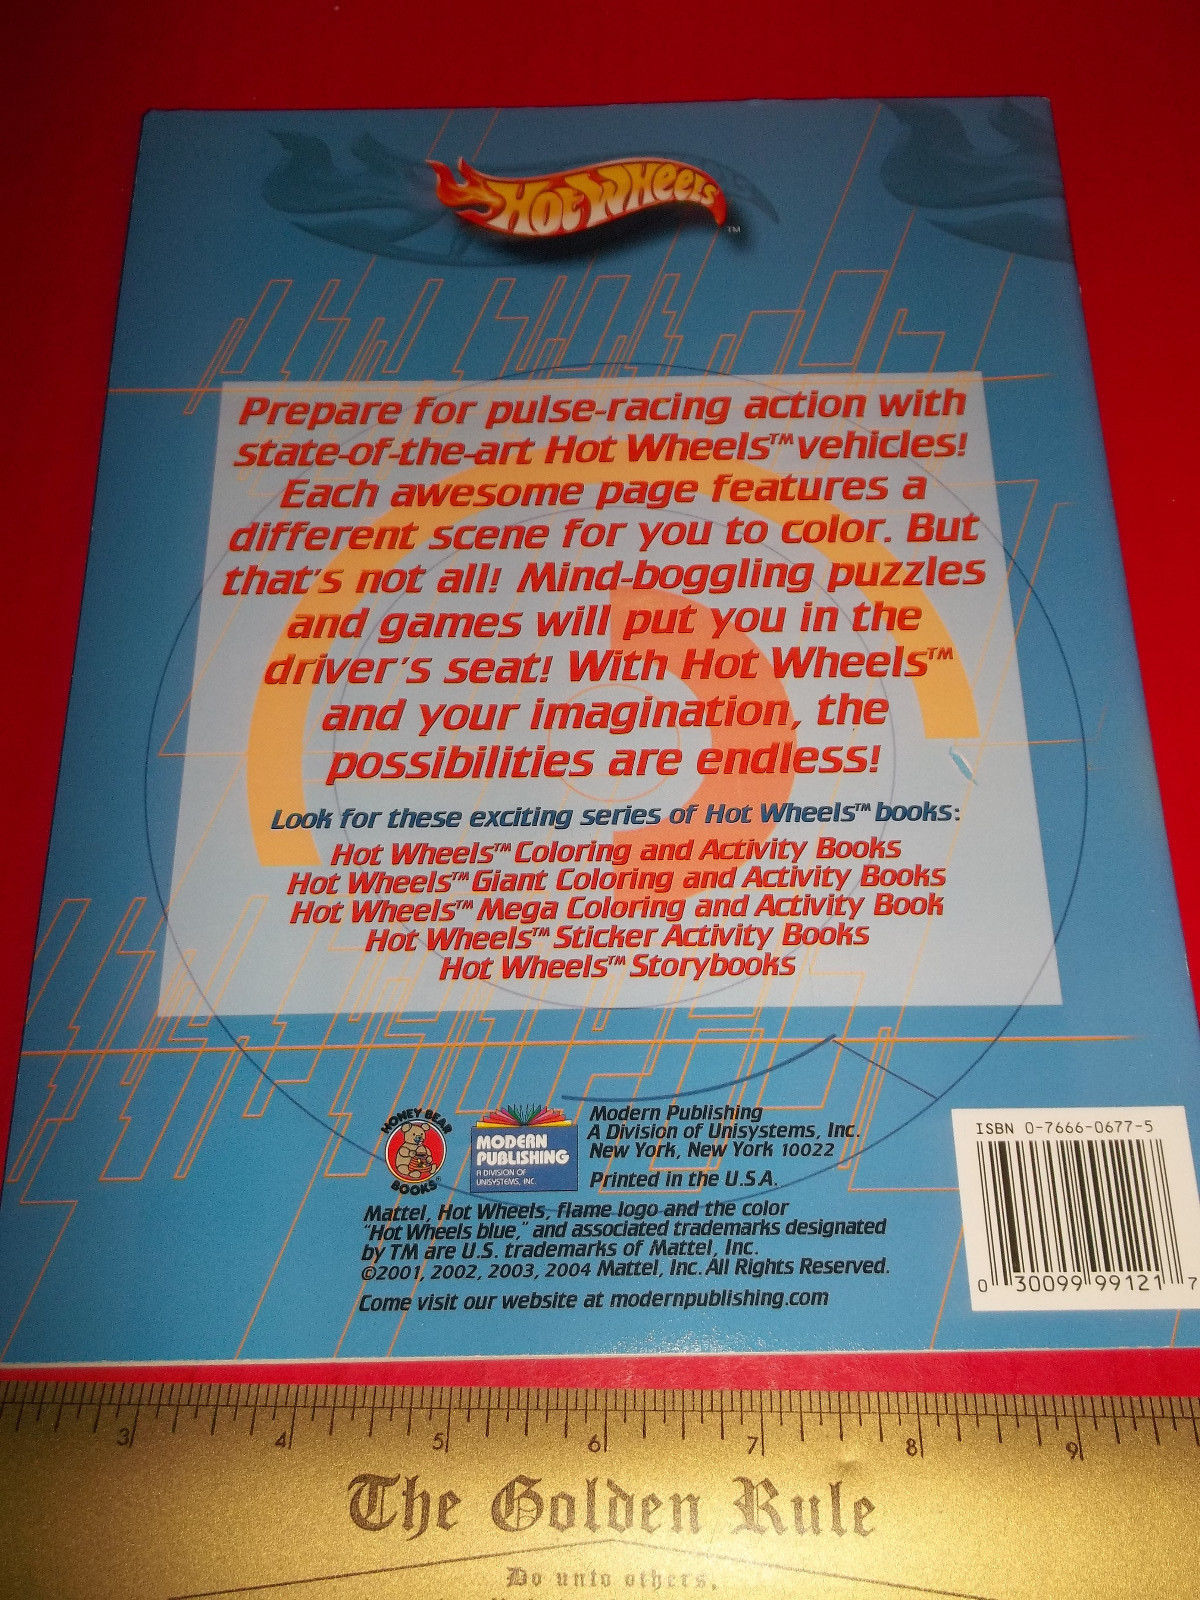 Hot Wheels™
Prepare for pulse-racing action with
state-of-the-art Hot Wheels™ vehicles!
Each awesome page features a
different scene for you to color. But
that's not all! Mind-boggling puzzles
and games will put you in the
driver's seat! With Hot Wheels™
and your imagination, the
possibilities are endless!
Look for these exciting series of Hot Wheels™ books:
Hot Wheels™ Coloring and Activity Books
Hot Wheels™ Giant Coloring and Activity Books
Hot Wheels™ Mega Coloring and Activity Book
Hot Wheels™ Sticker Activity Books
Hot Wheels™ Storybooks
HONEY BEAR
BOOKS®
MODERN
PUBLISHING
A DIVISION OF
UNISYSTEMS, INC.
Modern Publishing
A Division of Unisystems, Inc.
New York, New York 10022
Printed in the U.S.A.
Mattel, Hot Wheels, flame logo and the color
"Hot Wheels blue," and associated trademarks designated
by TM are U.S. trademarks of Mattel, Inc.
©2001, 2002, 2003, 2004 Mattel, Inc. All Rights Reserved.
Come visit our website at modernpublishing.com
ISBN 0-7666-0677-5
0 30099 99121 7
3 4 5 6 7 8 9
The Golden Rule
Do unto others,